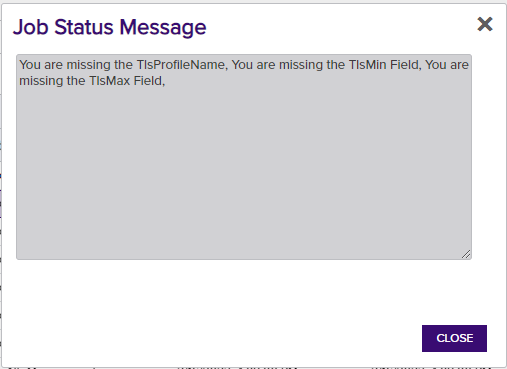 Job Status Message
You are missing the TlsProfileName, You are missing the TlsMin Field, You are
missing the TlsMax Field,
CLOSE